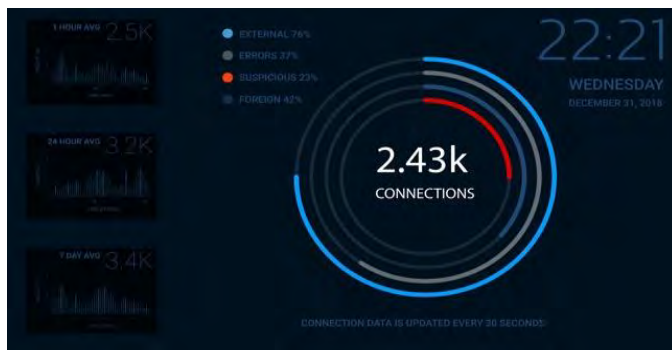 1 HOUR AVG 2.5K
24 HOUR AVG 3.2K
7 DAY AVG 3.4K
EXTERNAL 76%
ERRORS 37%
SUSPICIOUS 23%
FOREIGN 42%
2.43k
CONNECTIONS
22:21
WEDNESDAY
DECEMBER 31, 2018
CONNECTION DATA IS UPDATED EVERY 30 SECONDS